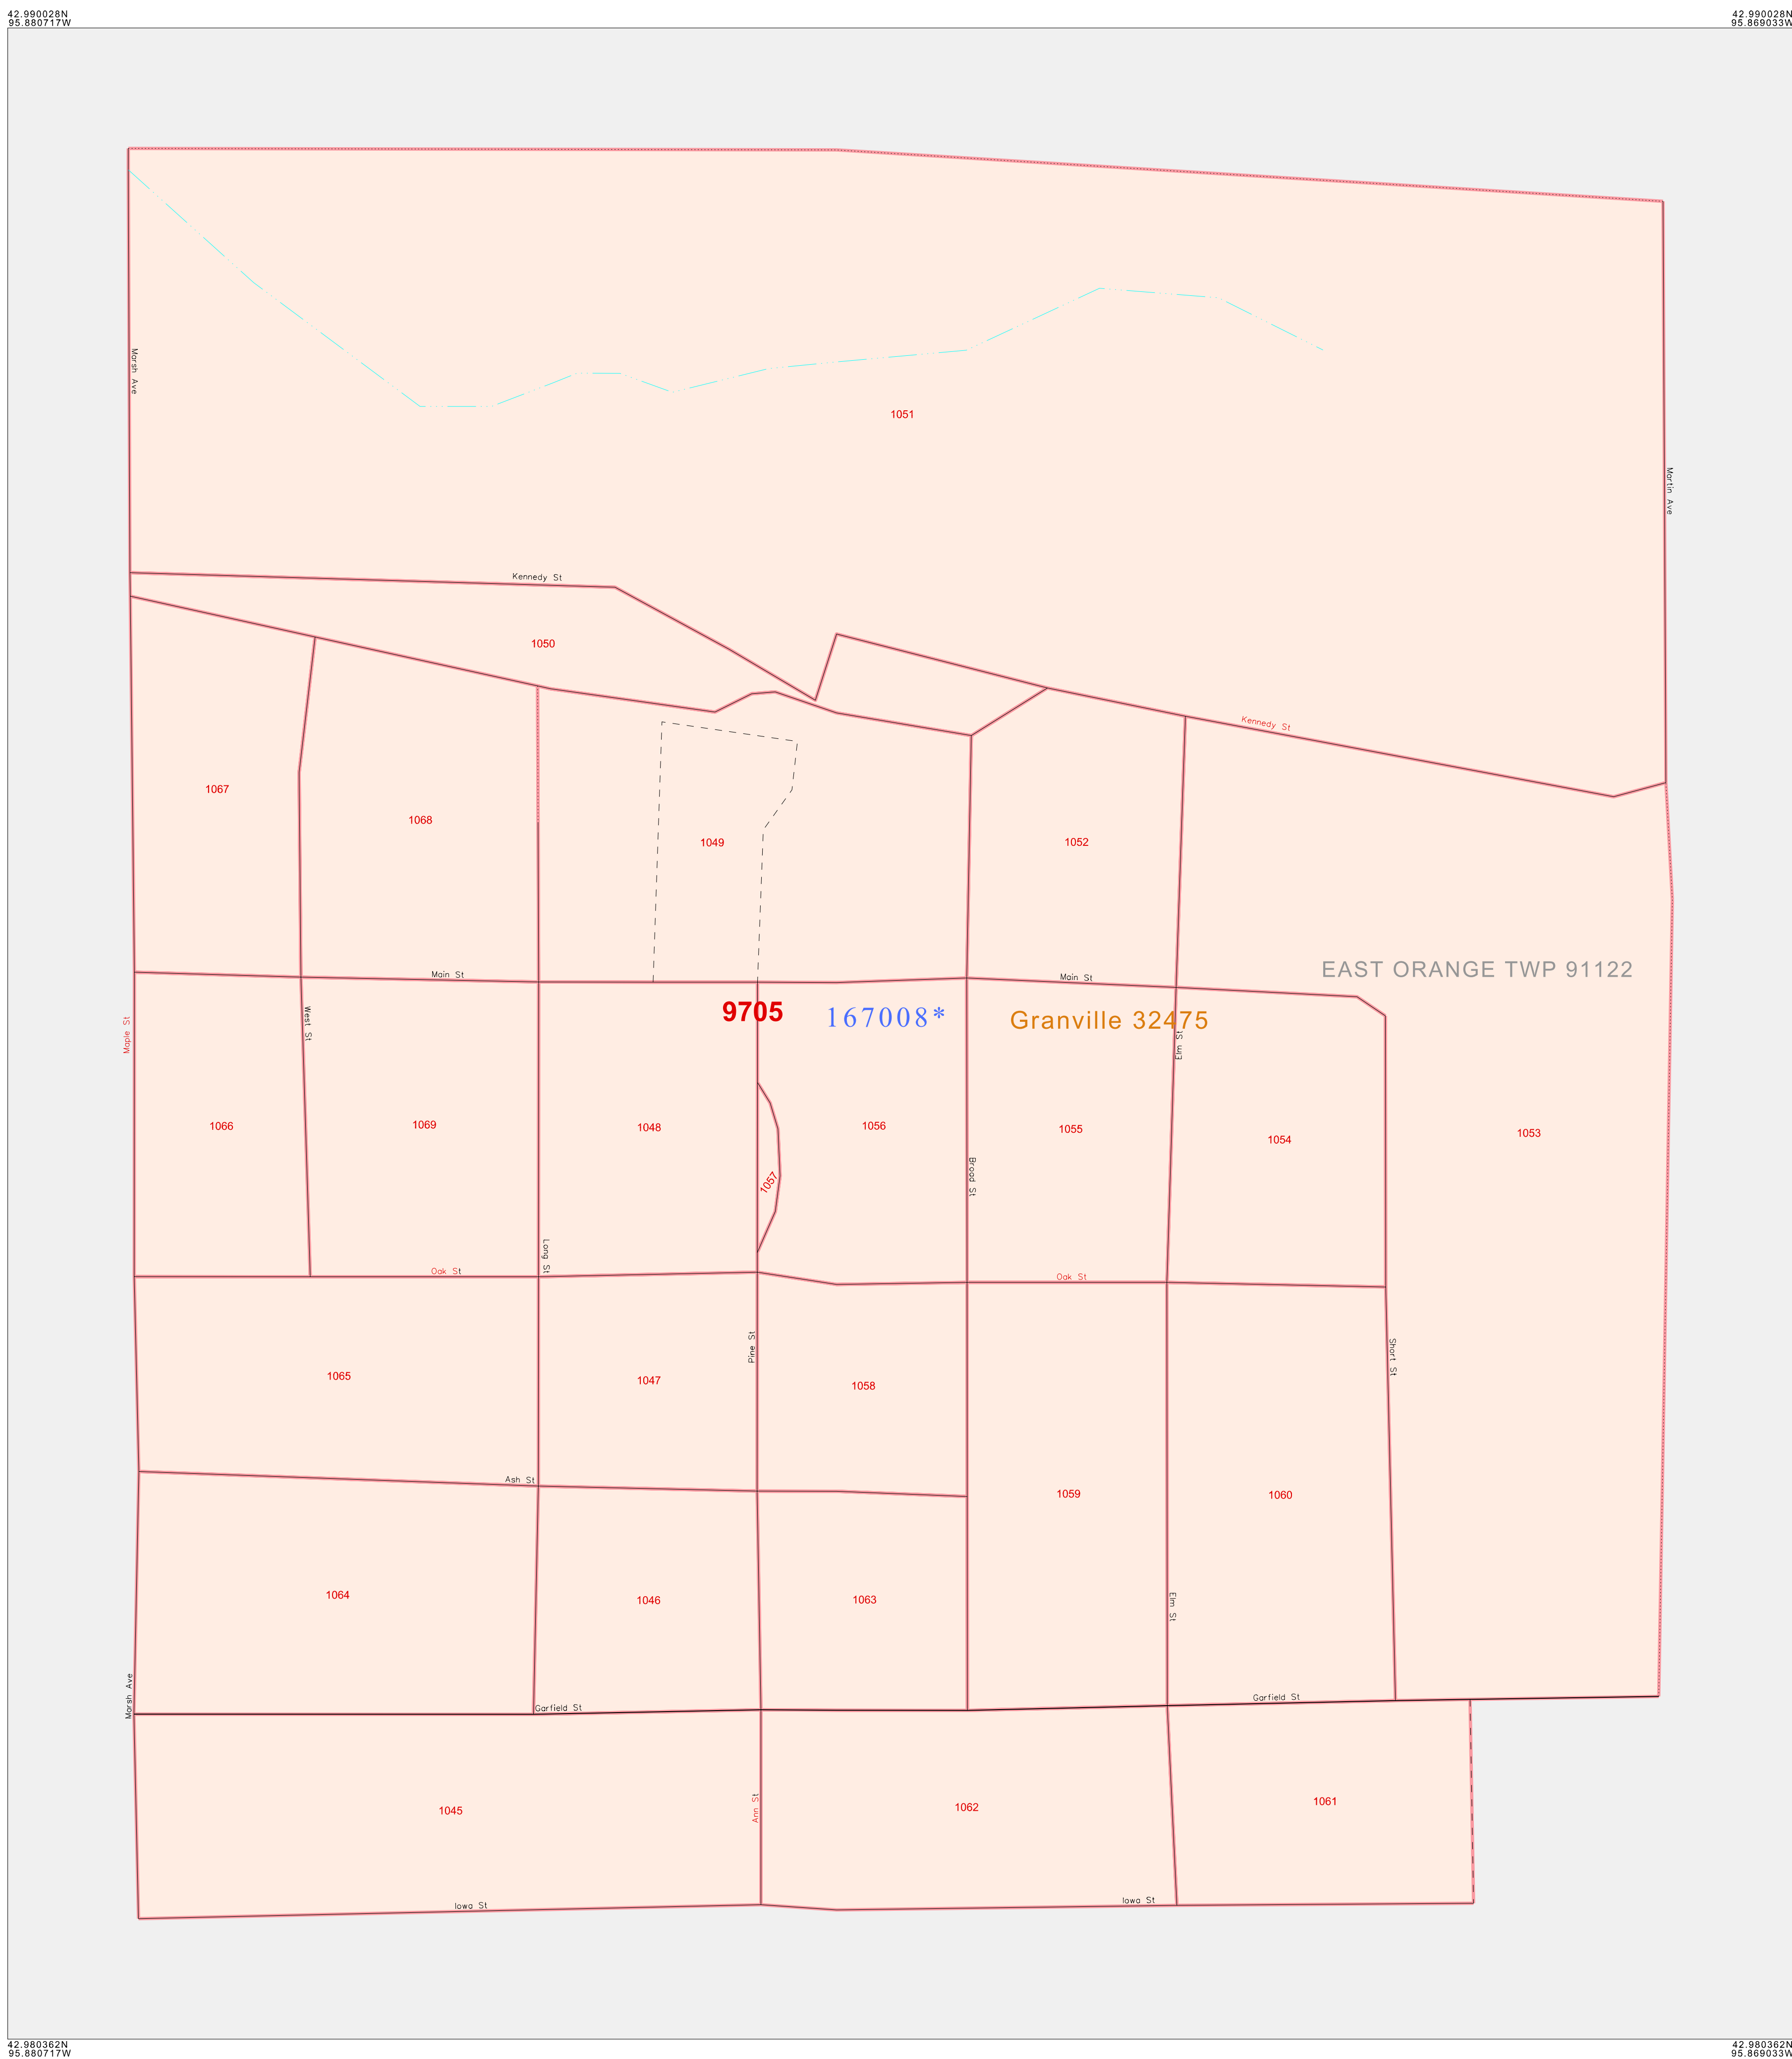 42.990028N
95.880717W
42.990028N
95.869033W
Marsh Ave
1051
Martin Ave
Kennedy St
1050
Kennedy St
1067
1068
1049
1052
Main St
Main St
EAST ORANGE TWP 91122
9705
167008*
Granville 32475
Maple St
West St
Elm St
1066
1069
1048
1056
1055
1054
1053
1057
Broad St
Long St
Oak St
Oak St
Pine St
Short St
1065
1047
1058
Ash St
1059
1060
1064
1046
1063
Elm St
Marsh Ave
Garfield St
Garfield St
1045
Ann St
1062
1061
Iowa St
Iowa St
42.980362N
95.880717W
42.980362N
95.869033W